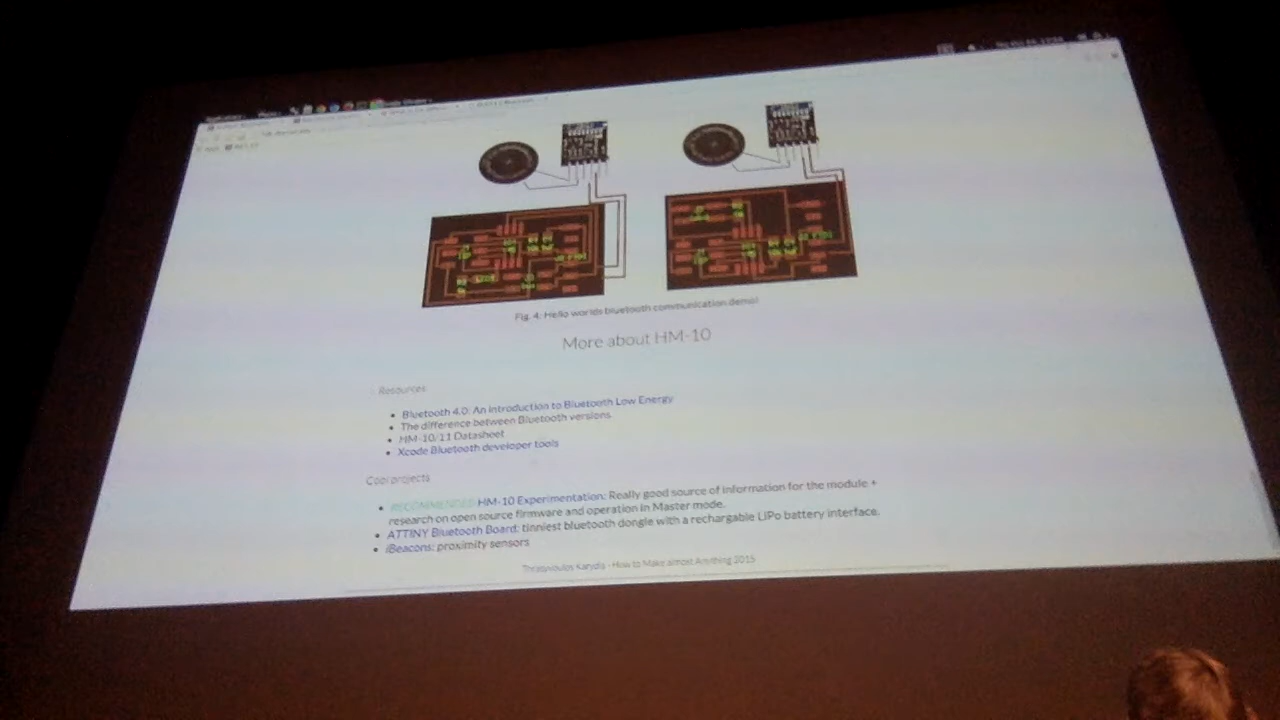 Fig. 4: Hello worlds bluetooth communication demo!
More about HM-10
Resources
Bluetooth 4.0: An introduction to Bluetooth Low Energy
The difference between Bluetooth versions
HM-10/11 Datasheet
Xcode Bluetooth developer tools
Cool projects
RECOMMENDED HM-10 Experimentation: Really good source of information for the module +
research on open source firmware and operation in Master mode.
ATTINY Bluetooth Board: tinniest bluetooth dongle with a rechargable LiPo battery interface.
iBeacons: proximity sensors
Karydis - How to Make almost Anything 2015